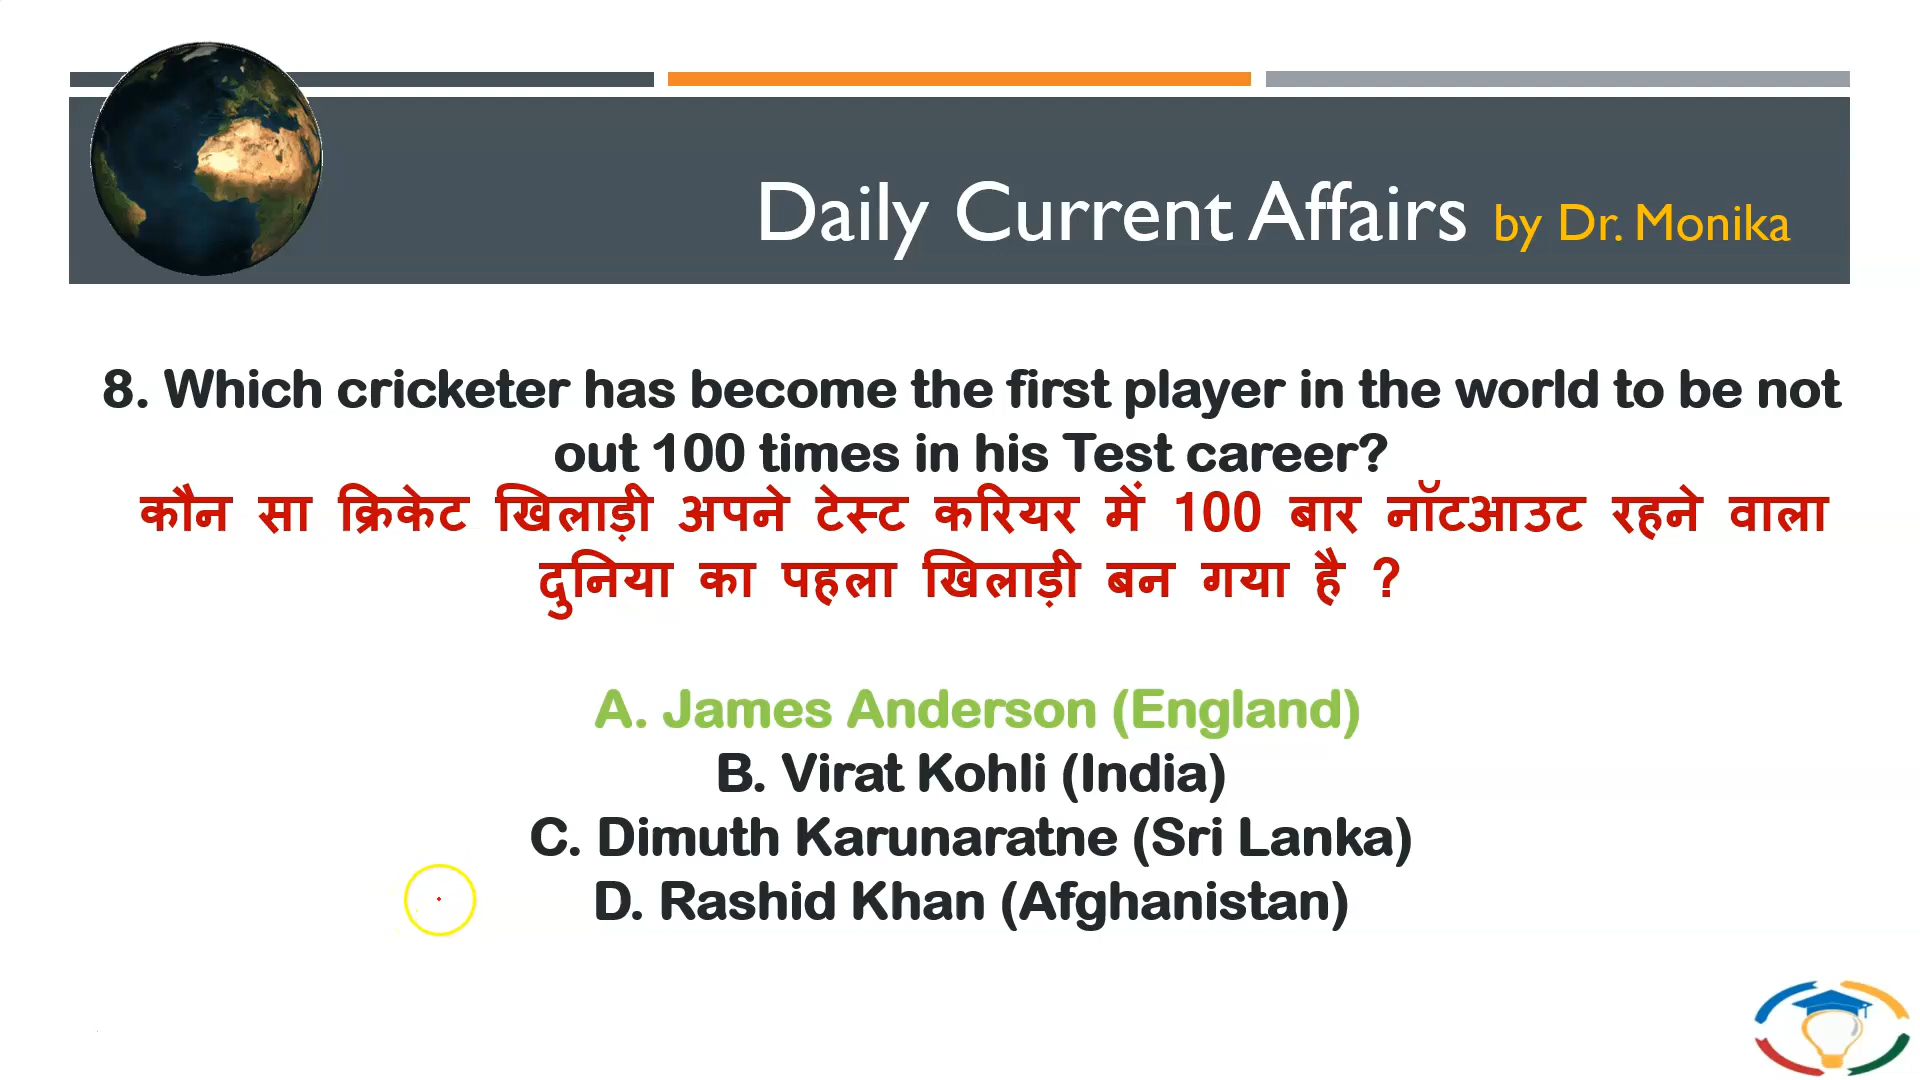 Daily Current Affairs by Dr. Monika
8. Which cricketer has become the first player in the world to be not
out 100 times in his Test career?
कौन सा क्रिकेट खिलाड़ी अपने टेस्ट करियर में 100 बार नॉटआउट रहने वाला
दुनिया का पहला खिलाड़ी बन गया है ?
A. James Anderson (England)
B. Virat Kohli (India)
C. Dimuth Karunaratne (Sri Lanka)
D. Rashid Khan (Afghanistan)